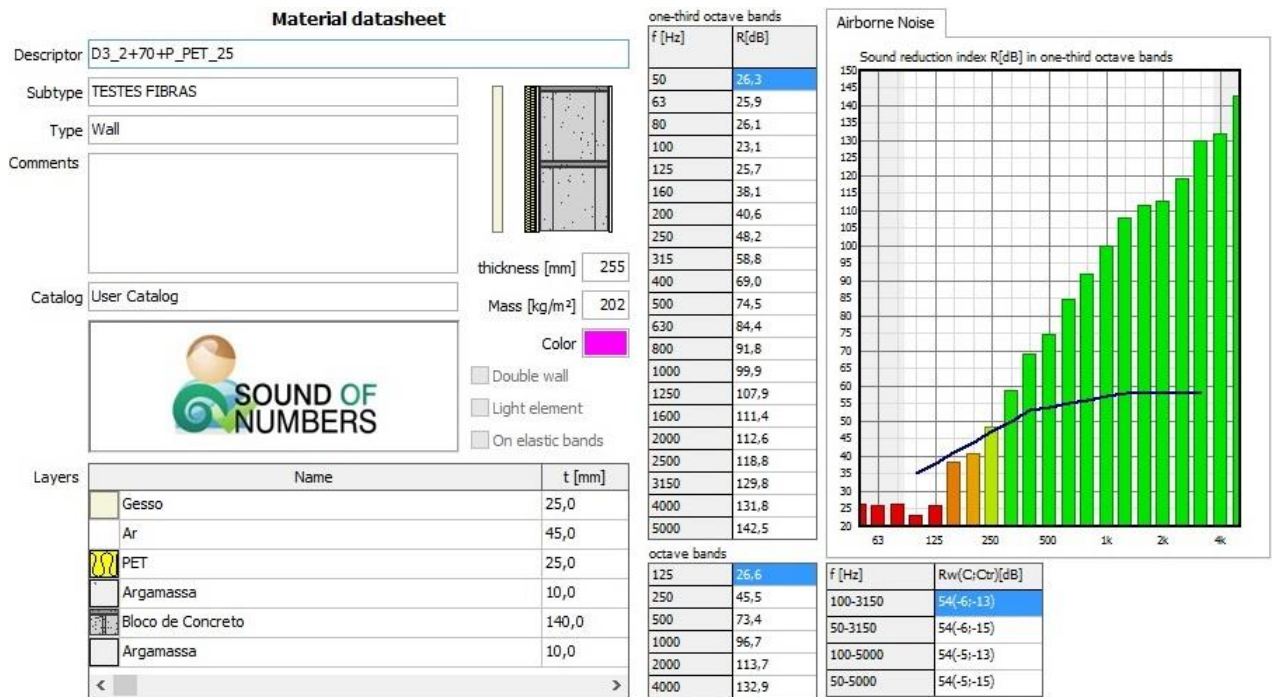 Material datasheet
Descriptor D3_2+70+P_PET_25
Subtype TESTES FIBRAS
Type Wall
Comments
thickness [mm] 255
Catalog User Catalog
Mass [kg/m²] 202
Color
SOUND OF
NUMBERS
Double wall
Light element
On elastic bands
Layers Name t [mm]
Gesso 25,0
Ar 45,0
PET 25,0
Argamassa 10,0
Bloco de Concreto 140,0
Argamassa 10,0
one-third octave bands
f [Hz] R[dB]
50 26,3
63 25,9
80 26,1
100 23,1
125 25,7
160 38,1
200 40,6
250 48,2
315 58,8
400 69,0
500 74,5
630 84,4
800 91,8
1000 99,9
1250 107,9
1600 111,4
2000 112,6
2500 118,8
3150 129,8
4000 131,8
5000 142,5
octave bands
125 26,6
250 45,5
500 73,4
1000 96,7
2000 113,7
4000 132,9
Airborne Noise
Sound reduction index R[dB] in one-third octave bands
150
145
140
135
130
125
120
115
110
105
100
95
90
85
80
75
70
65
60
55
50
45
40
35
30
25
20
63 125 250 500 1k 2k 4k
f [Hz] Rw(C;Ctr)[dB]
100-3150 54(-6;-13)
50-3150 54(-6;-15)
100-5000 54(-5;-13)
50-5000 54(-5;-15)